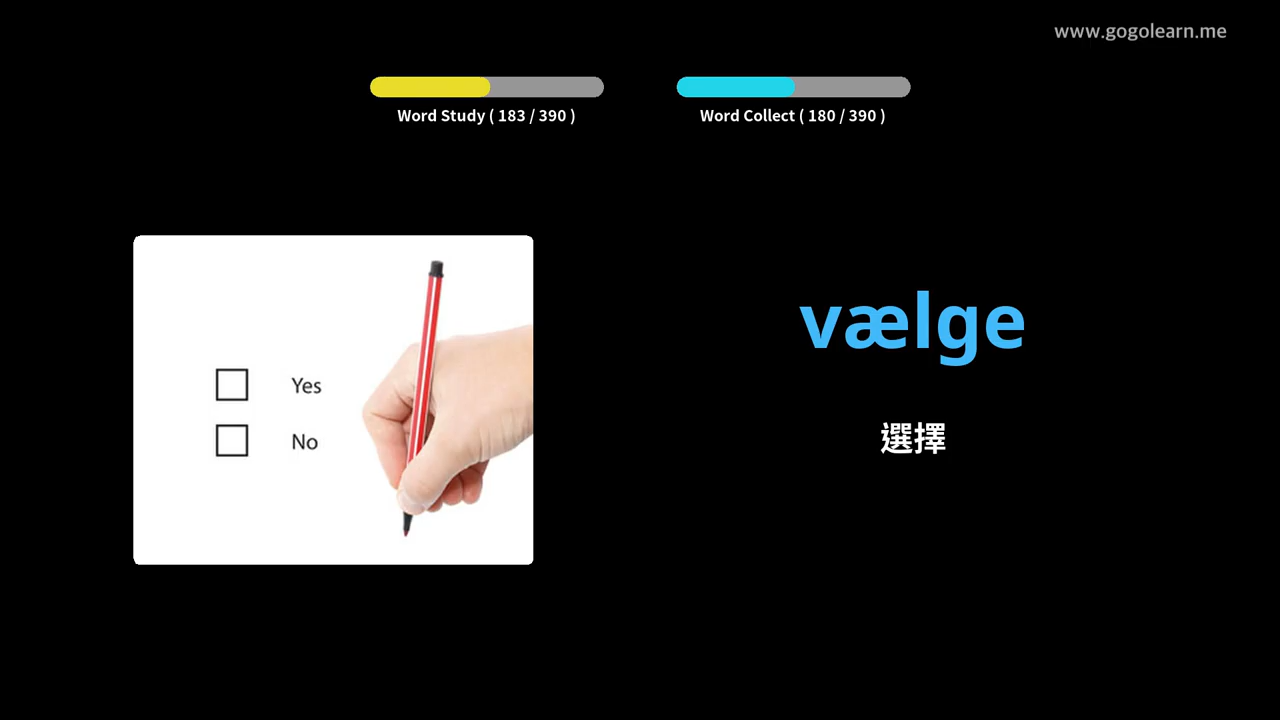 www.gogolearn.me
Word Study ( 183 / 390 )
Word Collect ( 180 / 390 )
Yes
No
vælge
選擇